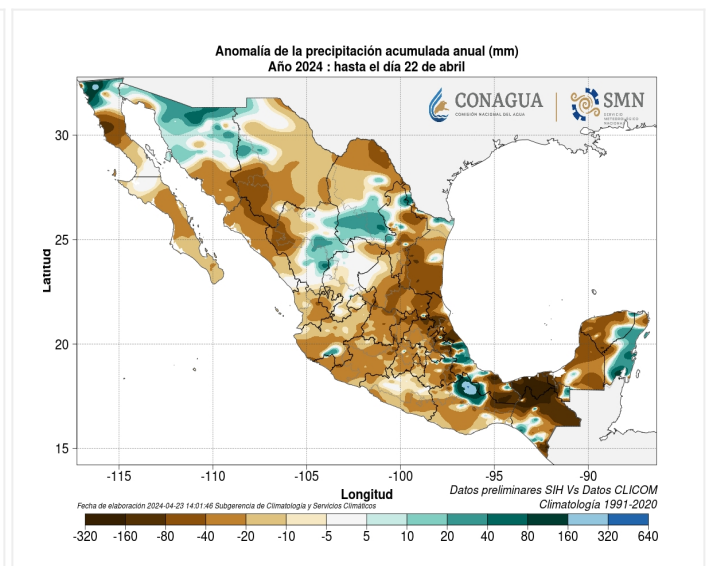 Anomalía de la precipitación acumulada anual (mm)
Año 2024 : hasta el día 22 de abril
CONAGUA
COMISIÓN NACIONAL DEL AGUA
SMN
SERVICIO
METEOROLÓGICO
NACIONAL
30
25
20
15
Latitud
-115 -110 -105 -100 -95 -90
Longitud
Datos preliminares SIH Vs Datos CLICOM
Fecha de elaboración 2024-04-23 14:01:46 Subgerencia de Climatología y Servicios Climáticos
Climatología 1991-2020
-320 -160 -80 -40 -20 -10 -5 5 10 20 40 80 160 320 640